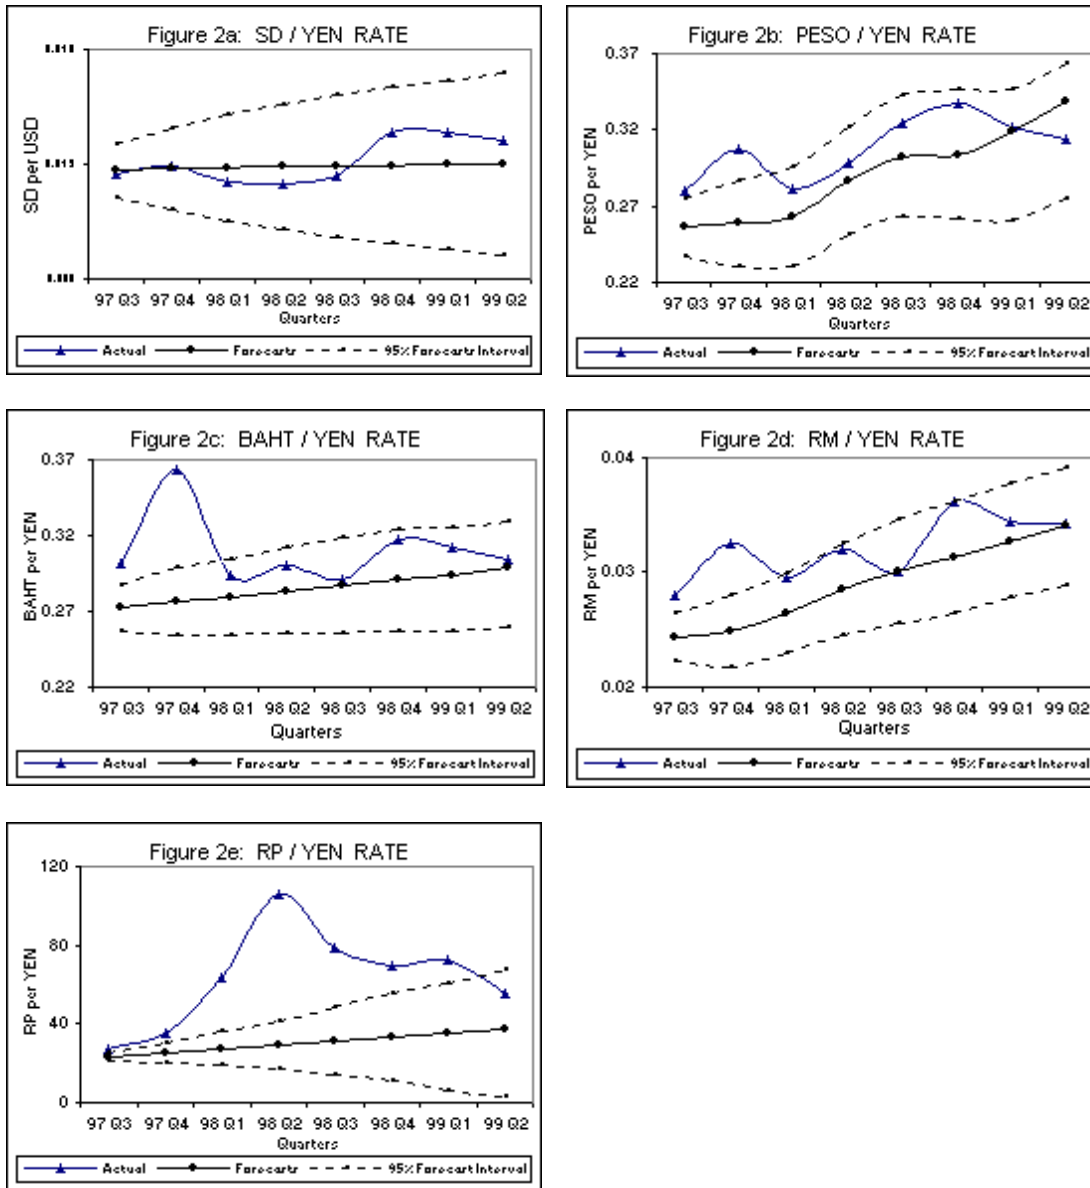 Figure 2a: SD / YEN RATE
SD per USD
97 Q3 97 Q4 98 Q1 98 Q2 98 Q3 98 Q4 99 Q1 99 Q2
Quarters
Actual Forecasts 95% Forecast Interval
Figure 2b: PESO / YEN RATE
0.37
0.32
0.27
0.22
PESO per YEN
97 Q3 97 Q4 98 Q1 98 Q2 98 Q3 98 Q4 99 Q1 99 Q2
Quarters
Actual Forecasts 95% Forecast Interval
Figure 2c: BAHT / YEN RATE
0.37
0.32
0.27
0.22
BAHT per YEN
97 Q3 97 Q4 98 Q1 98 Q2 98 Q3 98 Q4 99 Q1 99 Q2
Quarters
Actual Forecasts 95% Forecast Interval
Figure 2d: RM / YEN RATE
0.04
0.03
0.02
RM per YEN
97 Q3 97 Q4 98 Q1 98 Q2 98 Q3 98 Q4 99 Q1 99 Q2
Quarters
Actual Forecasts 95% Forecast Interval
Figure 2e: RP / YEN RATE
120
80
40
0
RP per YEN
97 Q3 97 Q4 98 Q1 98 Q2 98 Q3 98 Q4 99 Q1 99 Q2
Quarters
Actual Forecasts 95% Forecast Interval